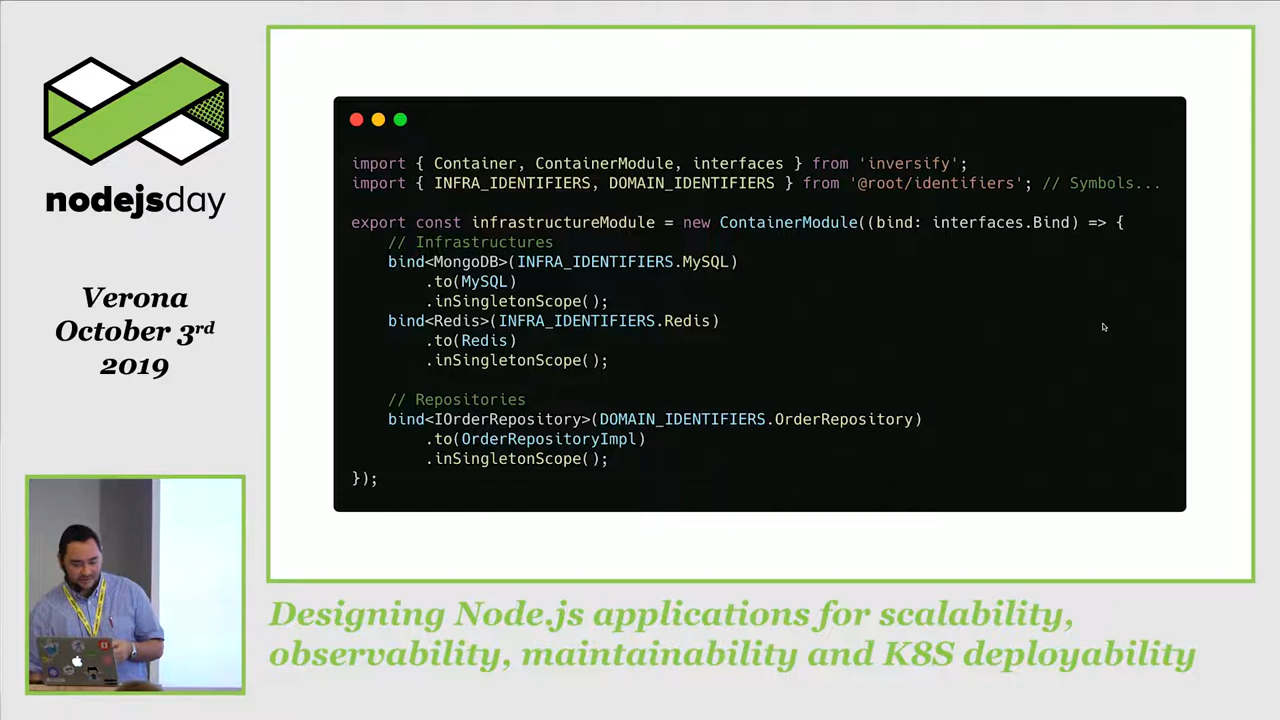 nodejsday
Verona
October 3rd
2019
import { Container, ContainerModule, interfaces } from 'inversify';
import { INFRA_IDENTIFIERS, DOMAIN_IDENTIFIERS } from '@root/identifiers'; // Symbols...
export const infrastructureModule = new ContainerModule((bind: interfaces.Bind) => {
    // Infrastructures
    bind<MongoDB>(INFRA_IDENTIFIERS.MySQL)
        .to(MySQL)
        .inSingletonScope();
    bind<Redis>(INFRA_IDENTIFIERS.Redis)
        .to(Redis)
        .inSingletonScope();
    // Repositories
    bind<IOrderRepository>(DOMAIN_IDENTIFIERS.OrderRepository)
        .to(OrderRepositoryImpl)
        .inSingletonScope();
});
Designing Node.js applications for scalability,
observability, maintainability and K8S deployability